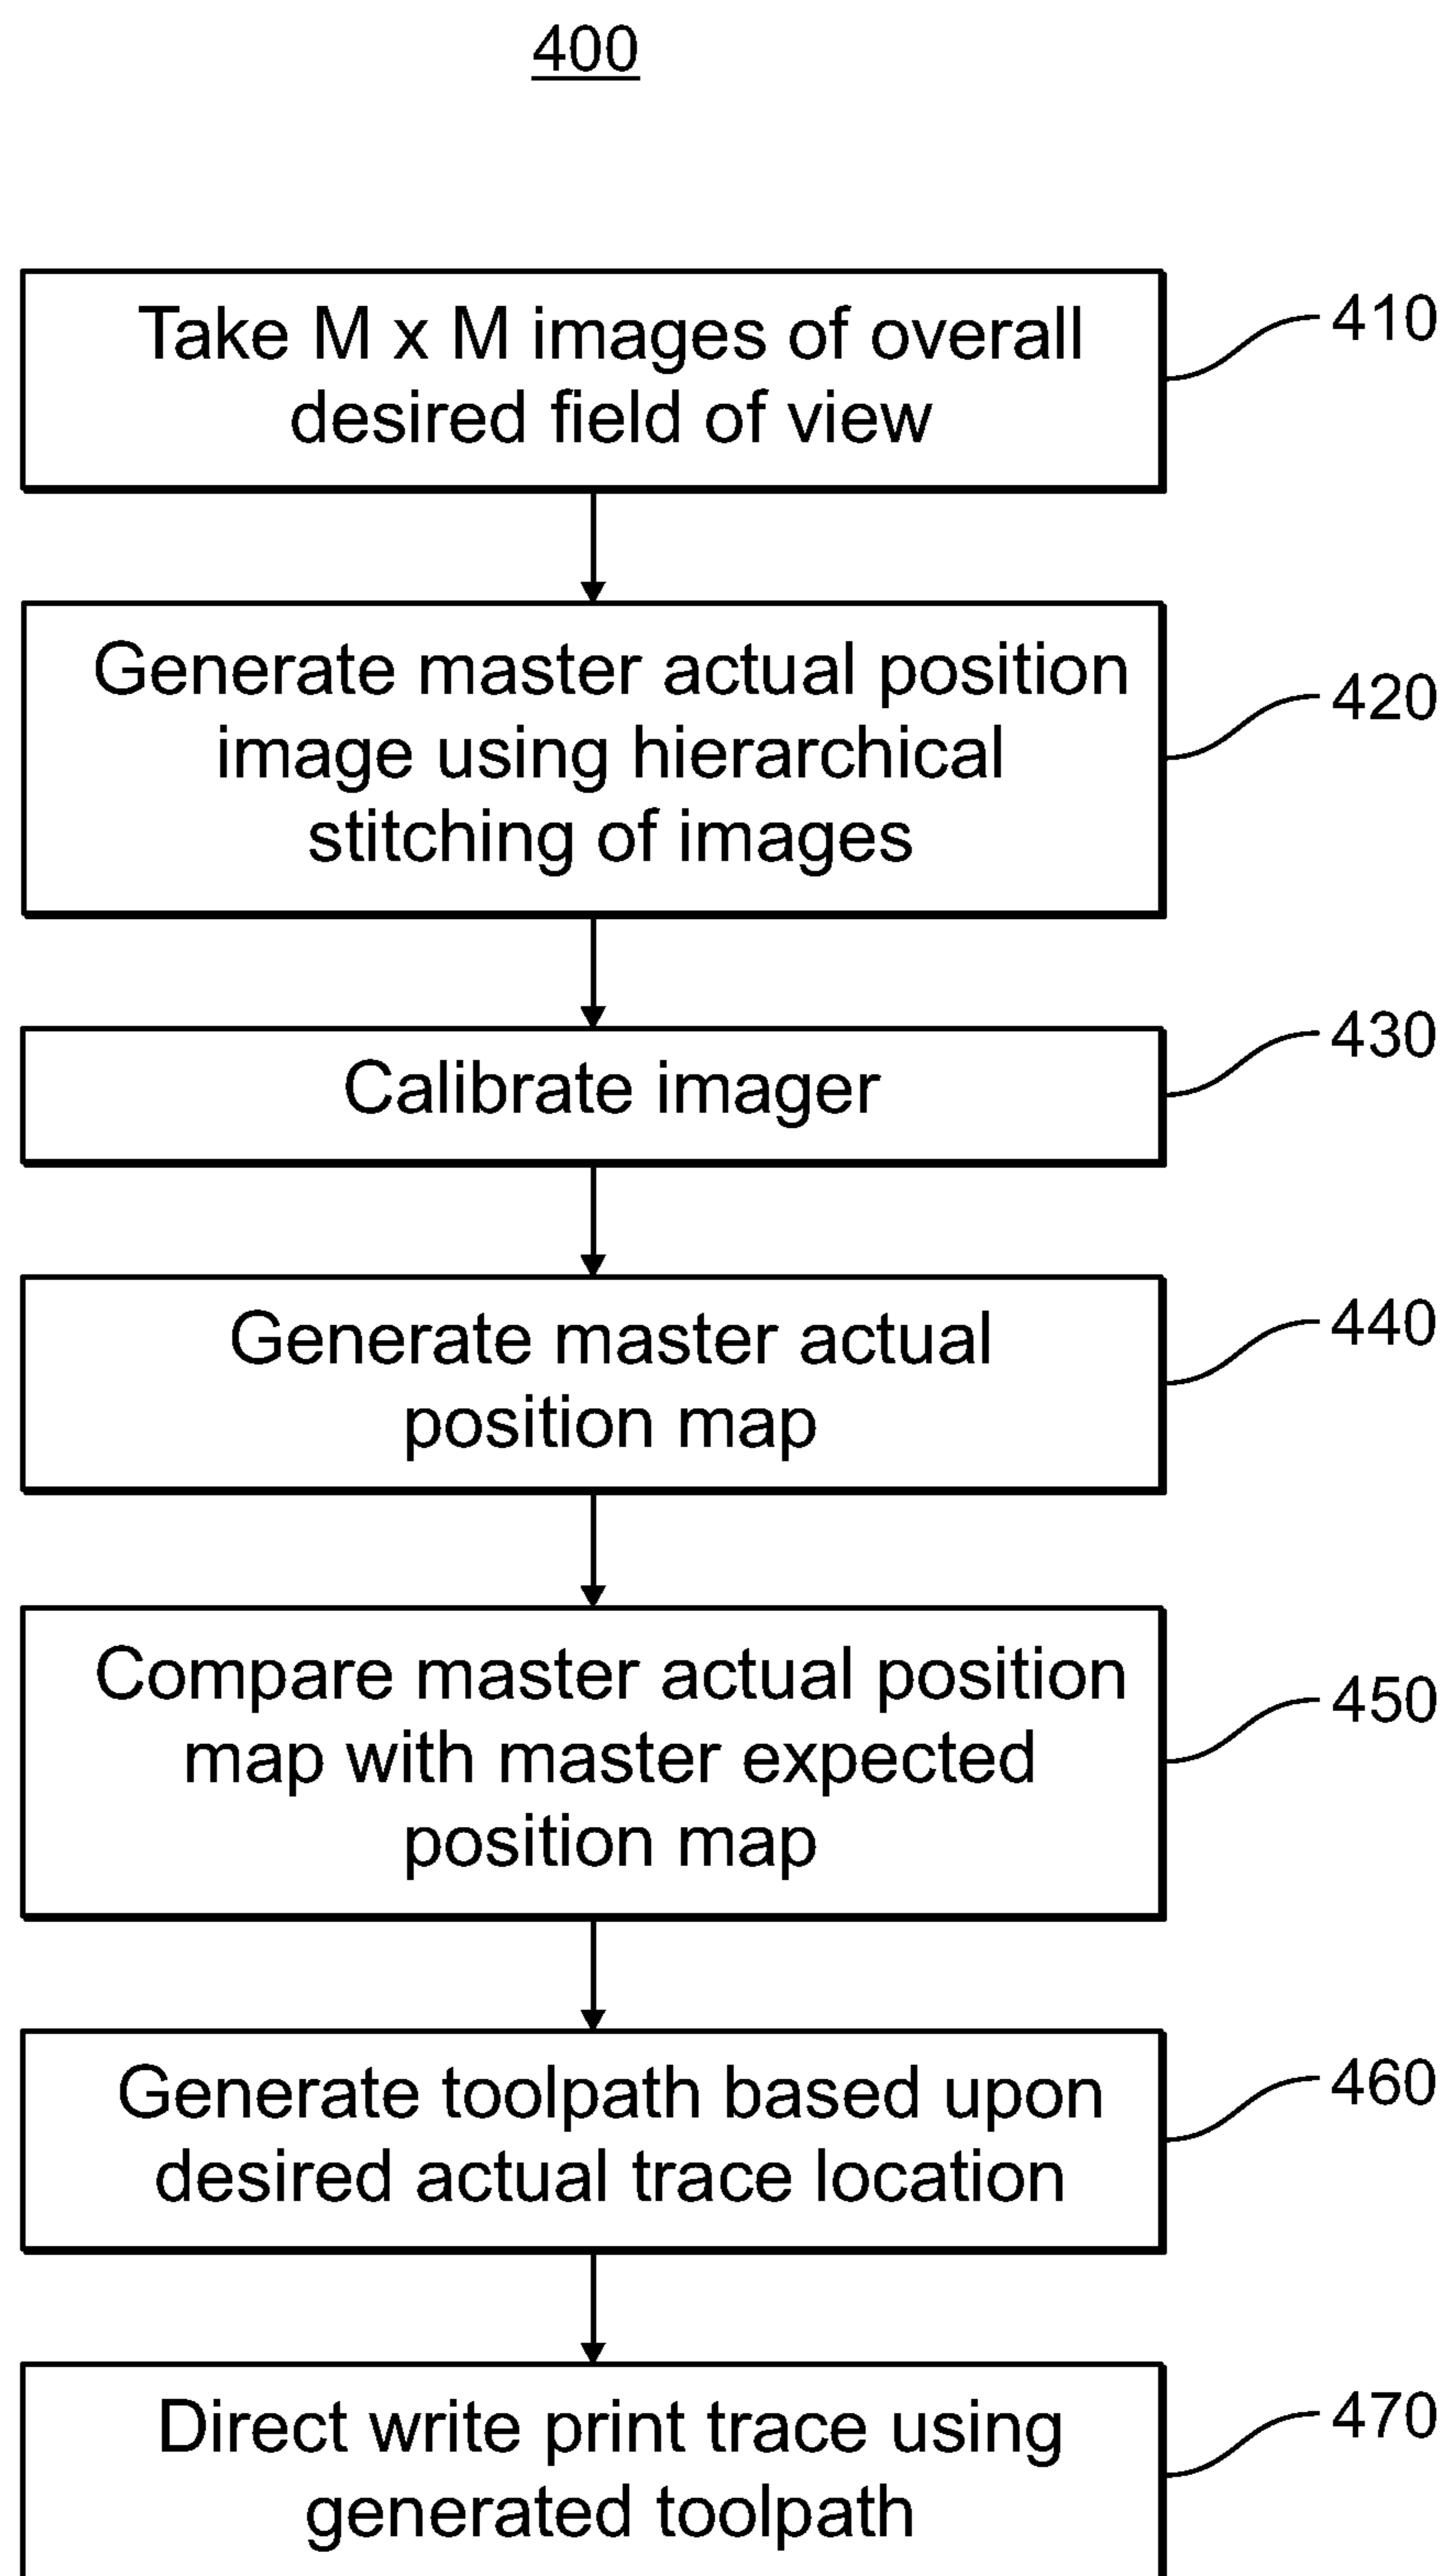 400
Take M x M images of overall
desired field of view
410
Generate master actual position
image using hierarchical
stitching of images
420
Calibrate imager
430
Generate master actual
position map
440
Compare master actual position
map with master expected
position map
450
Generate toolpath based upon
desired actual trace location
460
Direct write print trace using
generated toolpath
470